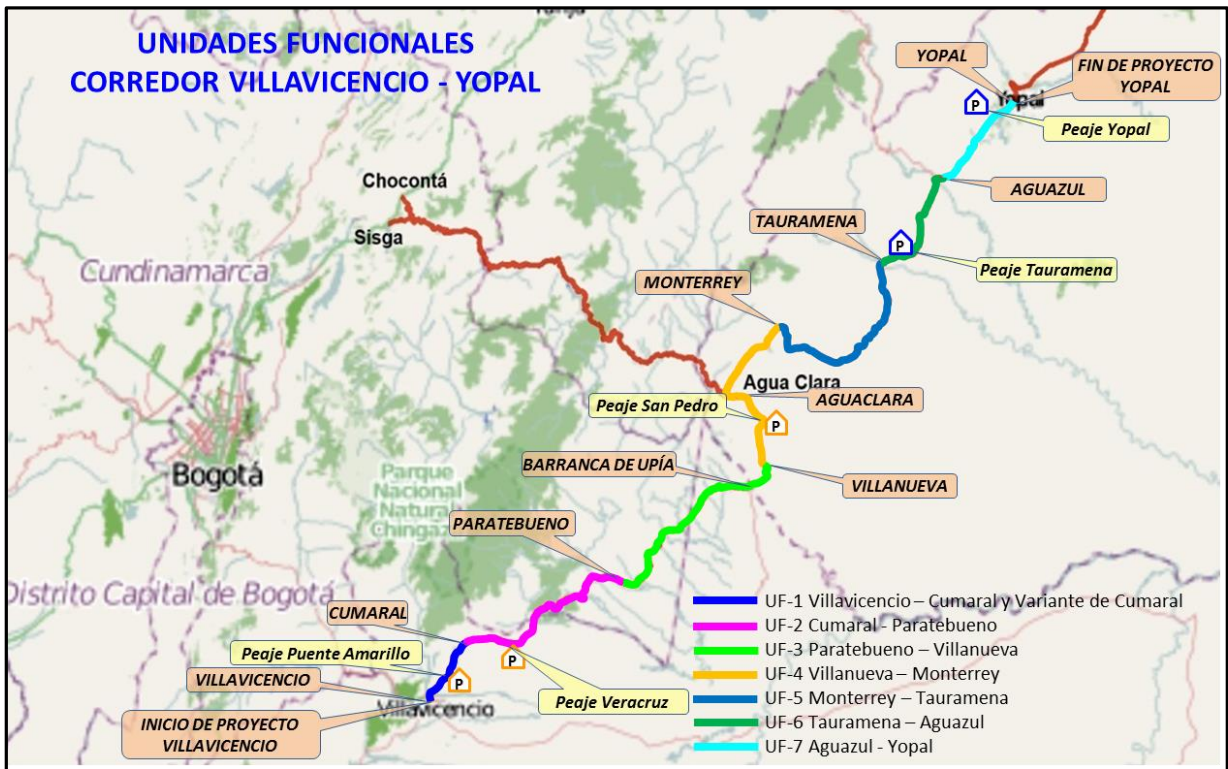 UNIDADES FUNCIONALES
CORREDOR VILLAVICENCIO - YOPAL
YOPAL
FIN DE PROYECTO
YOPAL
Yopal
P
Peaje Yopal
Chocontá
AGUAZUL
Sisga
TAURAMENA
P
Cundinamarca
Peaje Tauramena
MONTERREY
Agua Clara
Peaje San Pedro
AGUACLARA
P
Bogotá
BARRANCA DE UPÍA
Parque
Nacional
Natural
Chingaz
VILLANUEVA
PARATEBUENO
Distrito Capital de Bogotá
CUMARAL
Peaje Puente Amarillo
P
P
VILLAVICENCIO
Peaje Veracruz
Villavicencio
INICIO DE PROYECTO
VILLAVICENCIO
UF-1 Villavicencio – Cumaral y Variante de Cumaral
UF-2 Cumaral - Paratebueno
UF-3 Paratebueno – Villanueva
UF-4 Villanueva – Monterrey
UF-5 Monterrey – Tauramena
UF-6 Tauramena – Aguazul
UF-7 Aguazul - Yopal